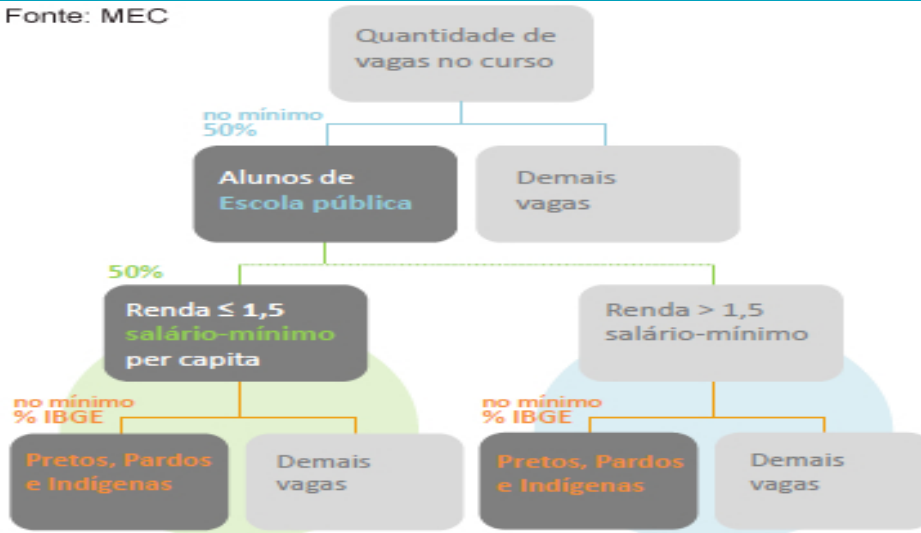 Fonte: MEC
Quantidade de
vagas no curso
no mínimo
50%
Alunos de
Escola pública
Demais
vagas
50%
Renda ≤ 1,5
salário-mínimo
per capita
Renda > 1,5
salário-mínimo
no mínimo
% IBGE
no mínimo
% IBGE
Pretos, Pardos
e Indígenas
Demais
vagas
Pretos, Pardos
e Indígenas
Demais
vagas